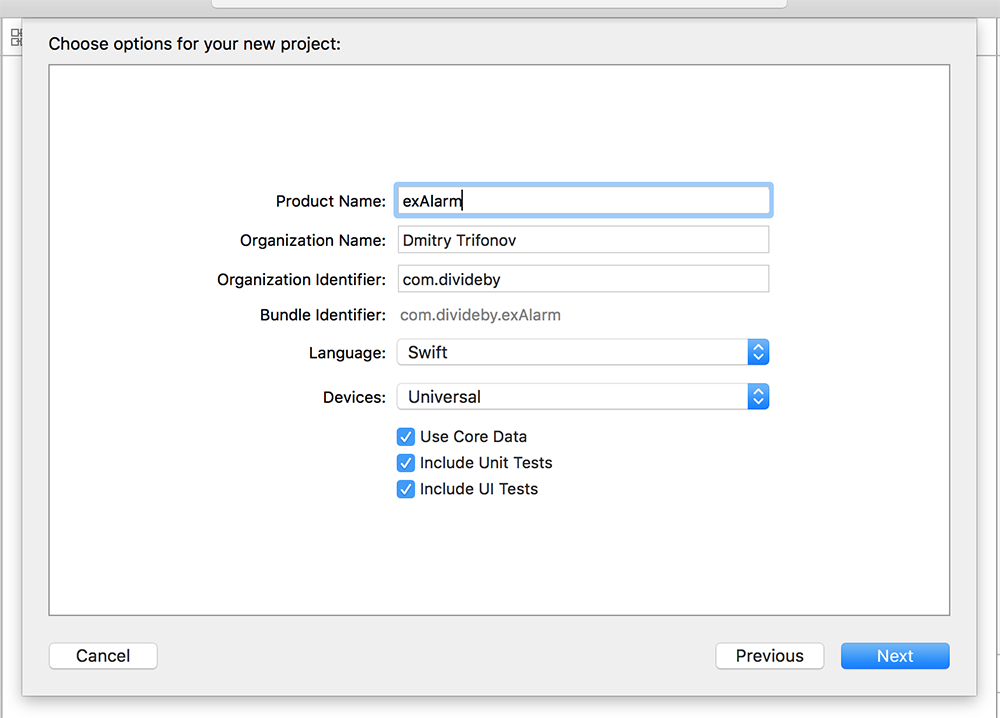 Choose options for your new project:
Product Name: exAlarm
Organization Name: Dmitry Trifonov
Organization Identifier: com.divideby
Bundle Identifier: com.divideby.exAlarm
Language: Swift
Devices: Universal
Use Core Data
Include Unit Tests
Include UI Tests
Cancel Previous Next